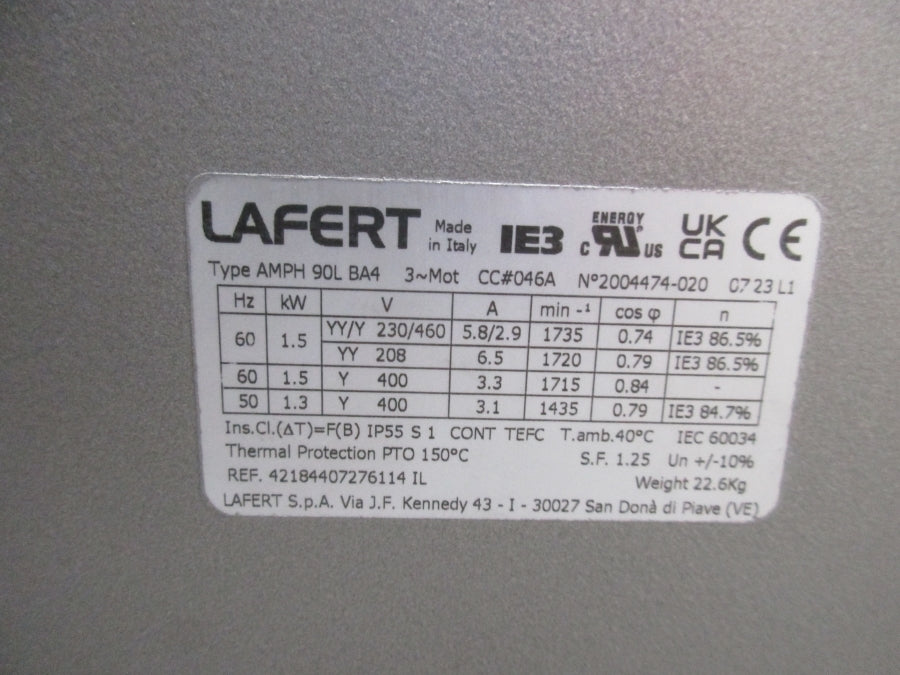 LAFERT Made in Italy IE3 ENERGY c RU US UK CA CE
Type AMPH 90L BA4 3~Mot CC#046A Nº2004474-020 07 23 L1
Hz kW V A min -¹ cos φ n
60 1.5 YY/Y 230/460 5.8/2.9 1735 0.74 IE3 86.5%
YY 208 6.5 1720 0.79 IE3 86.5%
60 1.5 Y 400 3.3 1715 0.84 -
50 1.3 Y 400 3.1 1435 0.79 IE3 84.7%
Ins.Cl.(ΔT)=F(B) IP55 S 1 CONT TEFC T.amb.40°C IEC 60034
Thermal Protection PTO 150°C S.F. 1.25 Un +/-10%
REF. 42184407276114 IL Weight 22.6Kg
LAFERT S.p.A. Via J.F. Kennedy 43 - I - 30027 San Donà di Piave (VE)